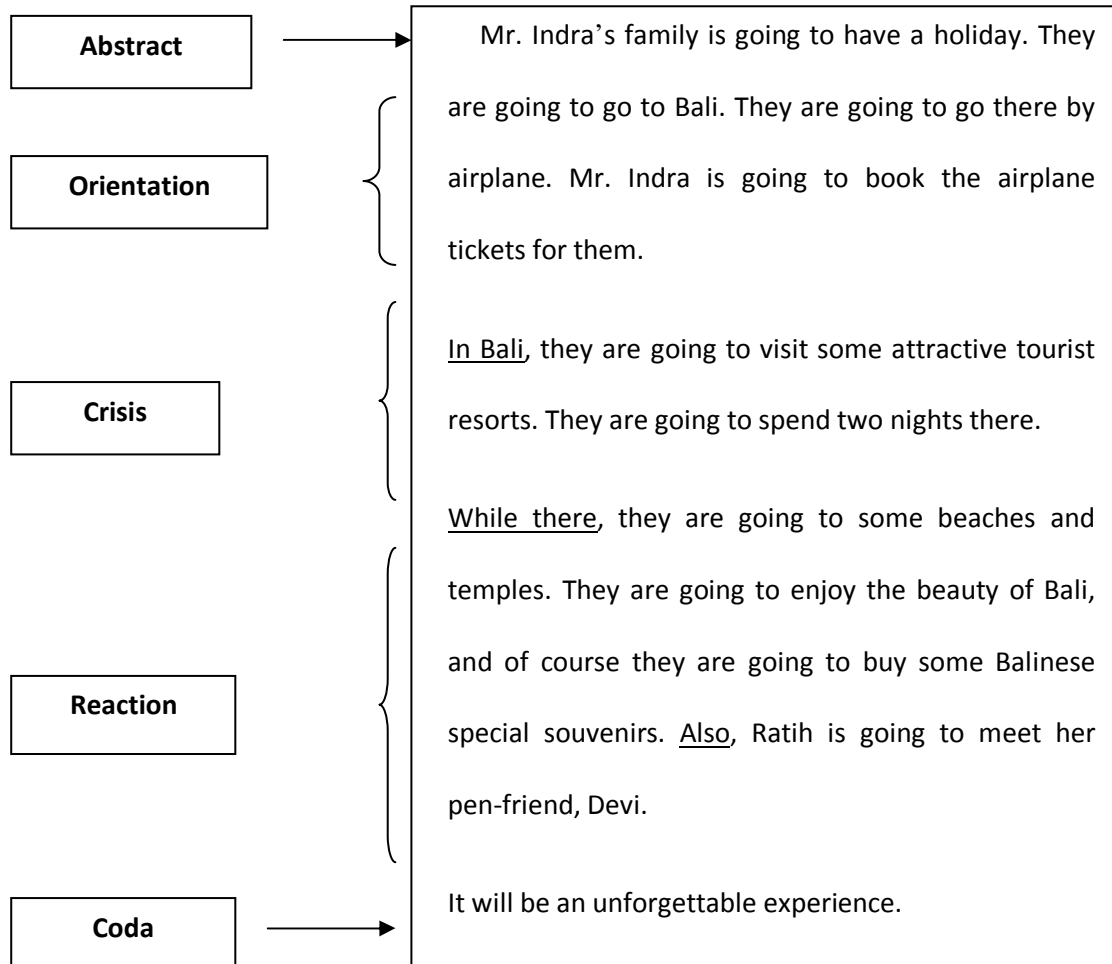 Abstract
Mr. Indra’s family is going to have a holiday. They
are going to go to Bali. They are going to go there by
Orientation
airplane. Mr. Indra is going to book the airplane
tickets for them.
In Bali, they are going to visit some attractive tourist
Crisis
resorts. They are going to spend two nights there.
While there, they are going to some beaches and
temples. They are going to enjoy the beauty of Bali,
and of course they are going to buy some Balinese
Reaction
special souvenirs. Also, Ratih is going to meet her
pen-friend, Devi.
It will be an unforgettable experience.
Coda